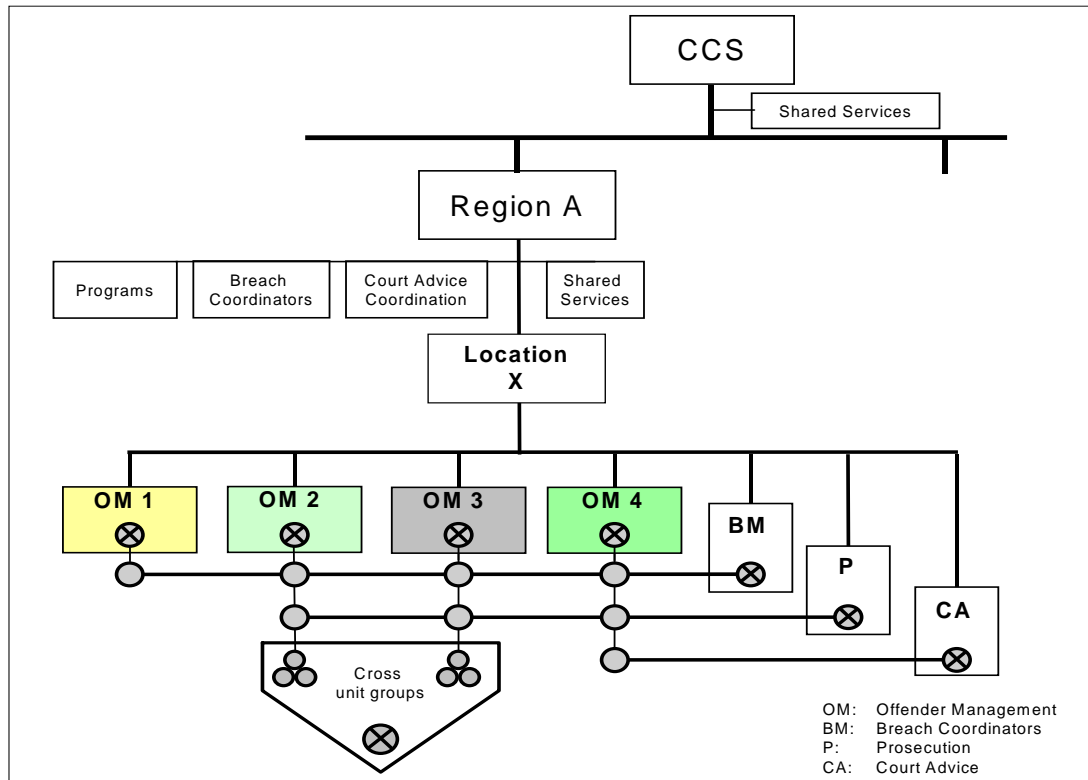 CCS
Shared Services
Region A
Programs
Breach
Coordinators
Court Advice
Coordination
Shared
Services
Location
X
OM 1
OM 2
OM 3
OM 4
BM
P
CA
Cross
unit groups
OM: Offender Management
BM: Breach Coordinators
P: Prosecution
CA: Court Advice